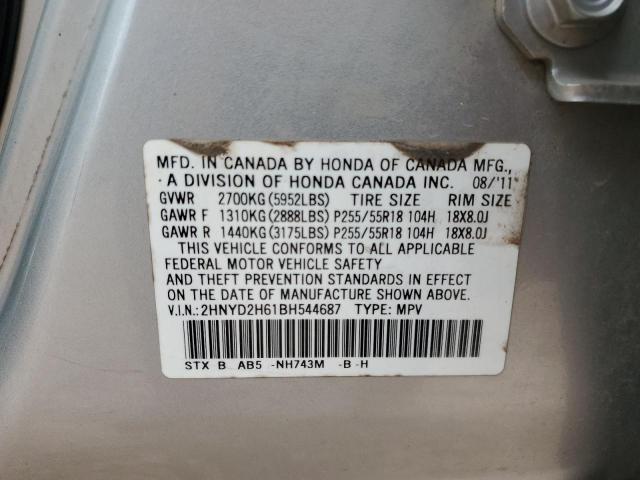 MFD. IN CANADA BY HONDA OF CANADA MFG.,
A DIVISION OF HONDA CANADA INC. 08/'11
GVWR 2700KG(5952LBS) TIRE SIZE RIM SIZE
GAWR F 1310KG(2888LBS) P255/55R18 104H 18X8.0J
GAWR R 1440KG(3175LBS) P255/55R18 104H 18X8.0J
THIS VEHICLE CONFORMS TO ALL APPLICABLE
FEDERAL MOTOR VEHICLE SAFETY
AND THEFT PREVENTION STANDARDS IN EFFECT
ON THE DATE OF MANUFACTURE SHOWN ABOVE.
V.I.N.:2HNYD2H61BH544687 TYPE: MPV
STX B AB5 -NH743M -B -H